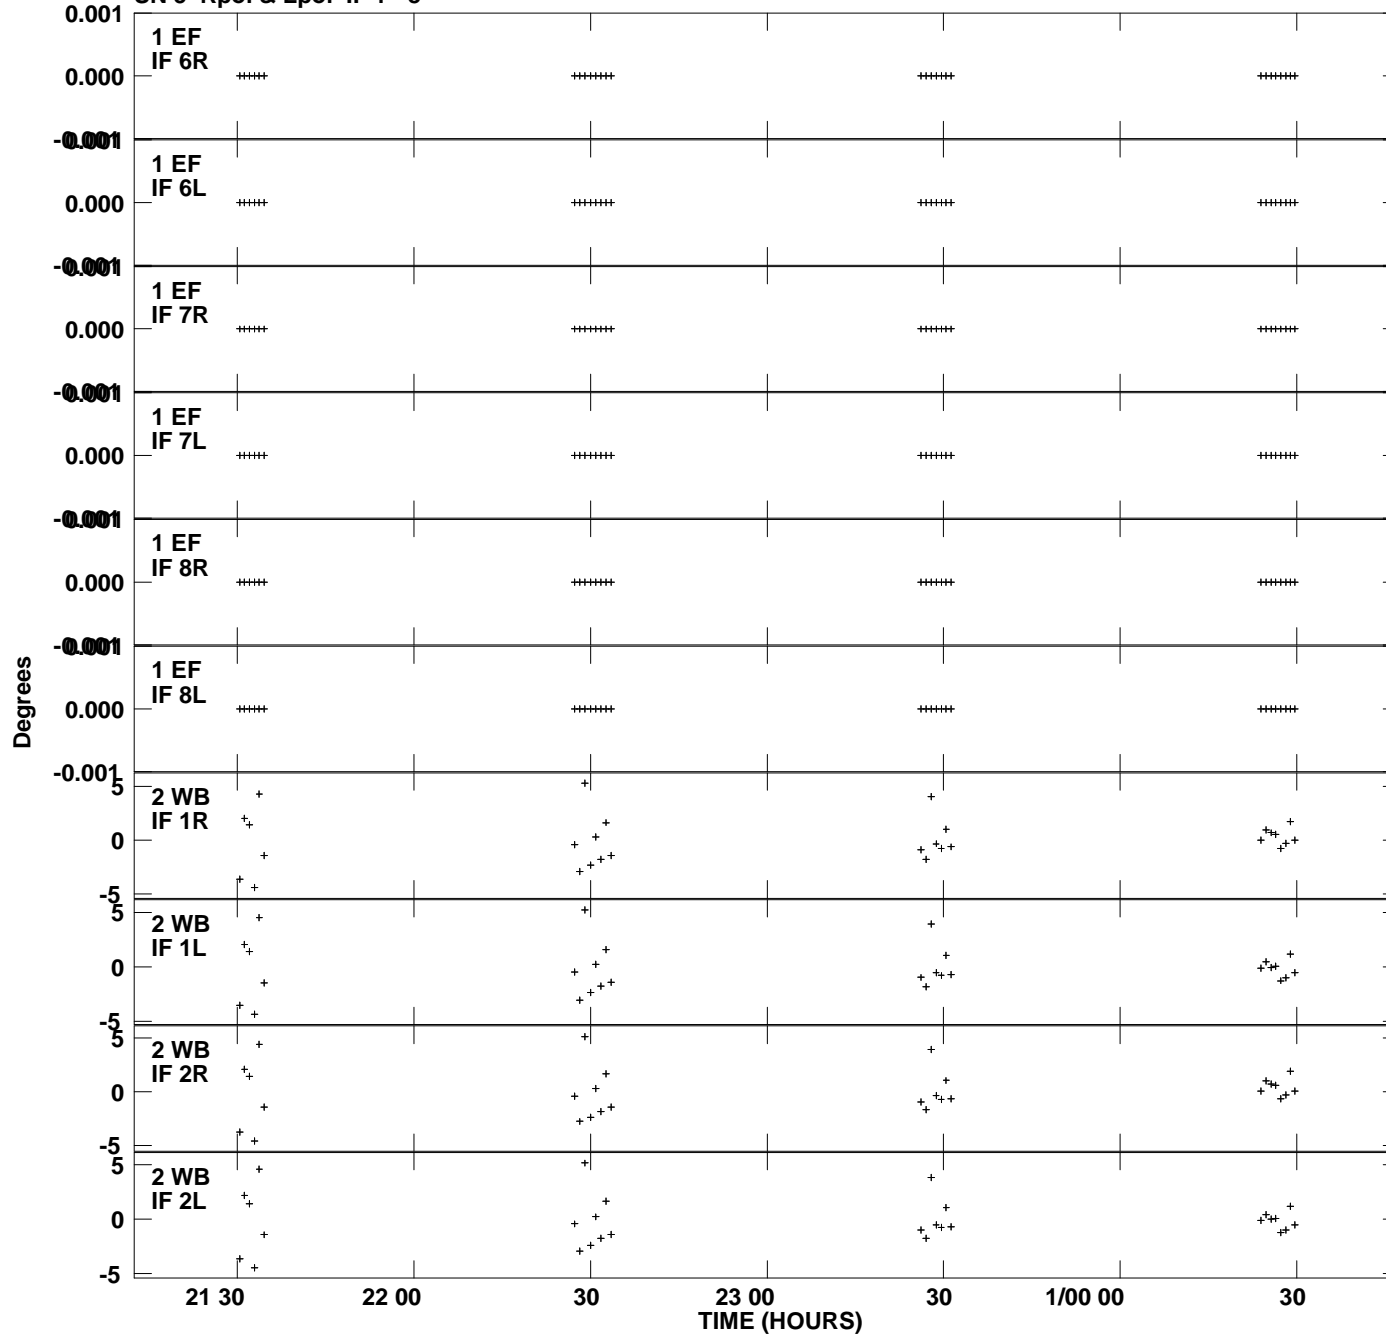 0.001
1 EF
IF 6R
0.000
-0.001
1 EF
IF 6L
0.000
-0.001
1 EF
IF 7R
0.000
-0.001
1 EF
IF 7L
0.000
-0.001
1 EF
IF 8R
0.000
-0.001
1 EF
IF 8L
0.000
-0.001
Degrees
5
2 WB
IF 1R
0
-5
5
2 WB
IF 1L
0
-5
5
2 WB
IF 2R
0
-5
5
2 WB
IF 2L
0
-5
21 30 22 00 30 23 00 30 1/00 00 30
TIME (HOURS)